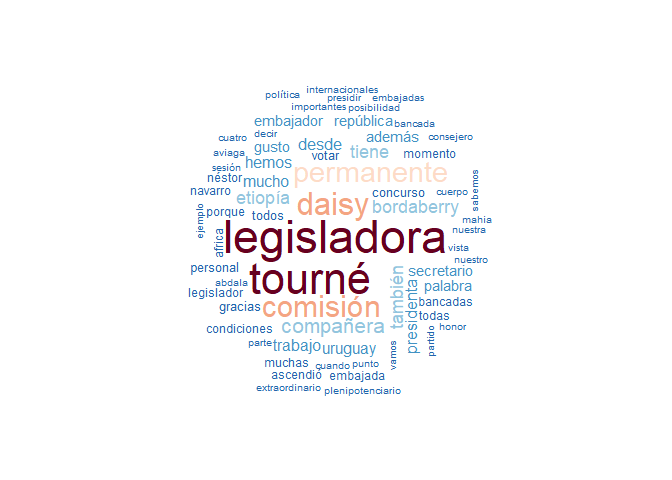 internacionales
política presidir embajadas
importantes posibilidad
embajador república bancada
cuatro decir además consejero
gusto desde
aviaga votar tiene momento
sesión hemos permanente
néstor mucho cuerpo sabemos
navarro etiopía daisy concurso
bordaberry
ejemplo porque todos mahia
legisladora nuestra
africa vista
personal tourné nuestro
abdala también secretario
legislador comisión presidenta palabra
gracias bancadas
condiciones compañera todas
partido honor
parte trabajo uruguay vamos
muchas cuando punto
ascendió embajada
extraordinario plenipotenciario